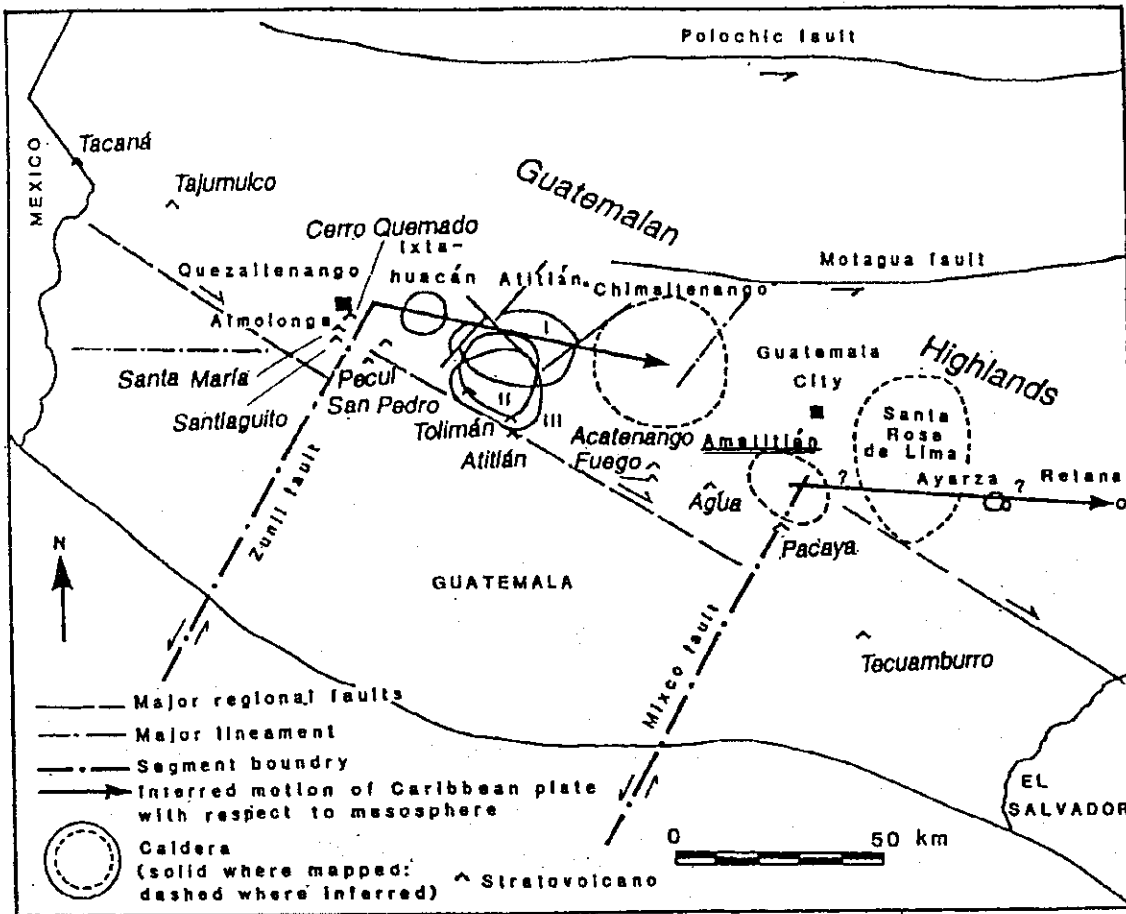 Polochic fault
MEXICO
Tacaná
Tajumulco
Guatemalan
Cerro Quemado
Ixta-
huacán
Atitlán
Motagua fault
Quezaltenango
"Chimaltenango"
Almolonga
I
Guatemala
City
Highlands
Santa María
Pecul
San Pedro
II
Santiaguito
Tolimán
III
Santa
Rosa
de Lima
Acatenango
Amatitlán
Atitlán
Fuego
?
Ayarza
?
Retana
Agua
Zunil fault
Pacaya
N
GUATEMALA
Mixco fault
Tecuamburro
Major regional faults
Major lineament
Segment boundry
Inferred motion of Caribbean plate
with respect to mesosphere
EL
SALVADOR
0
50 km
Caldera
(solid where mapped:
dashed where inferred)
^ Stratovolcano